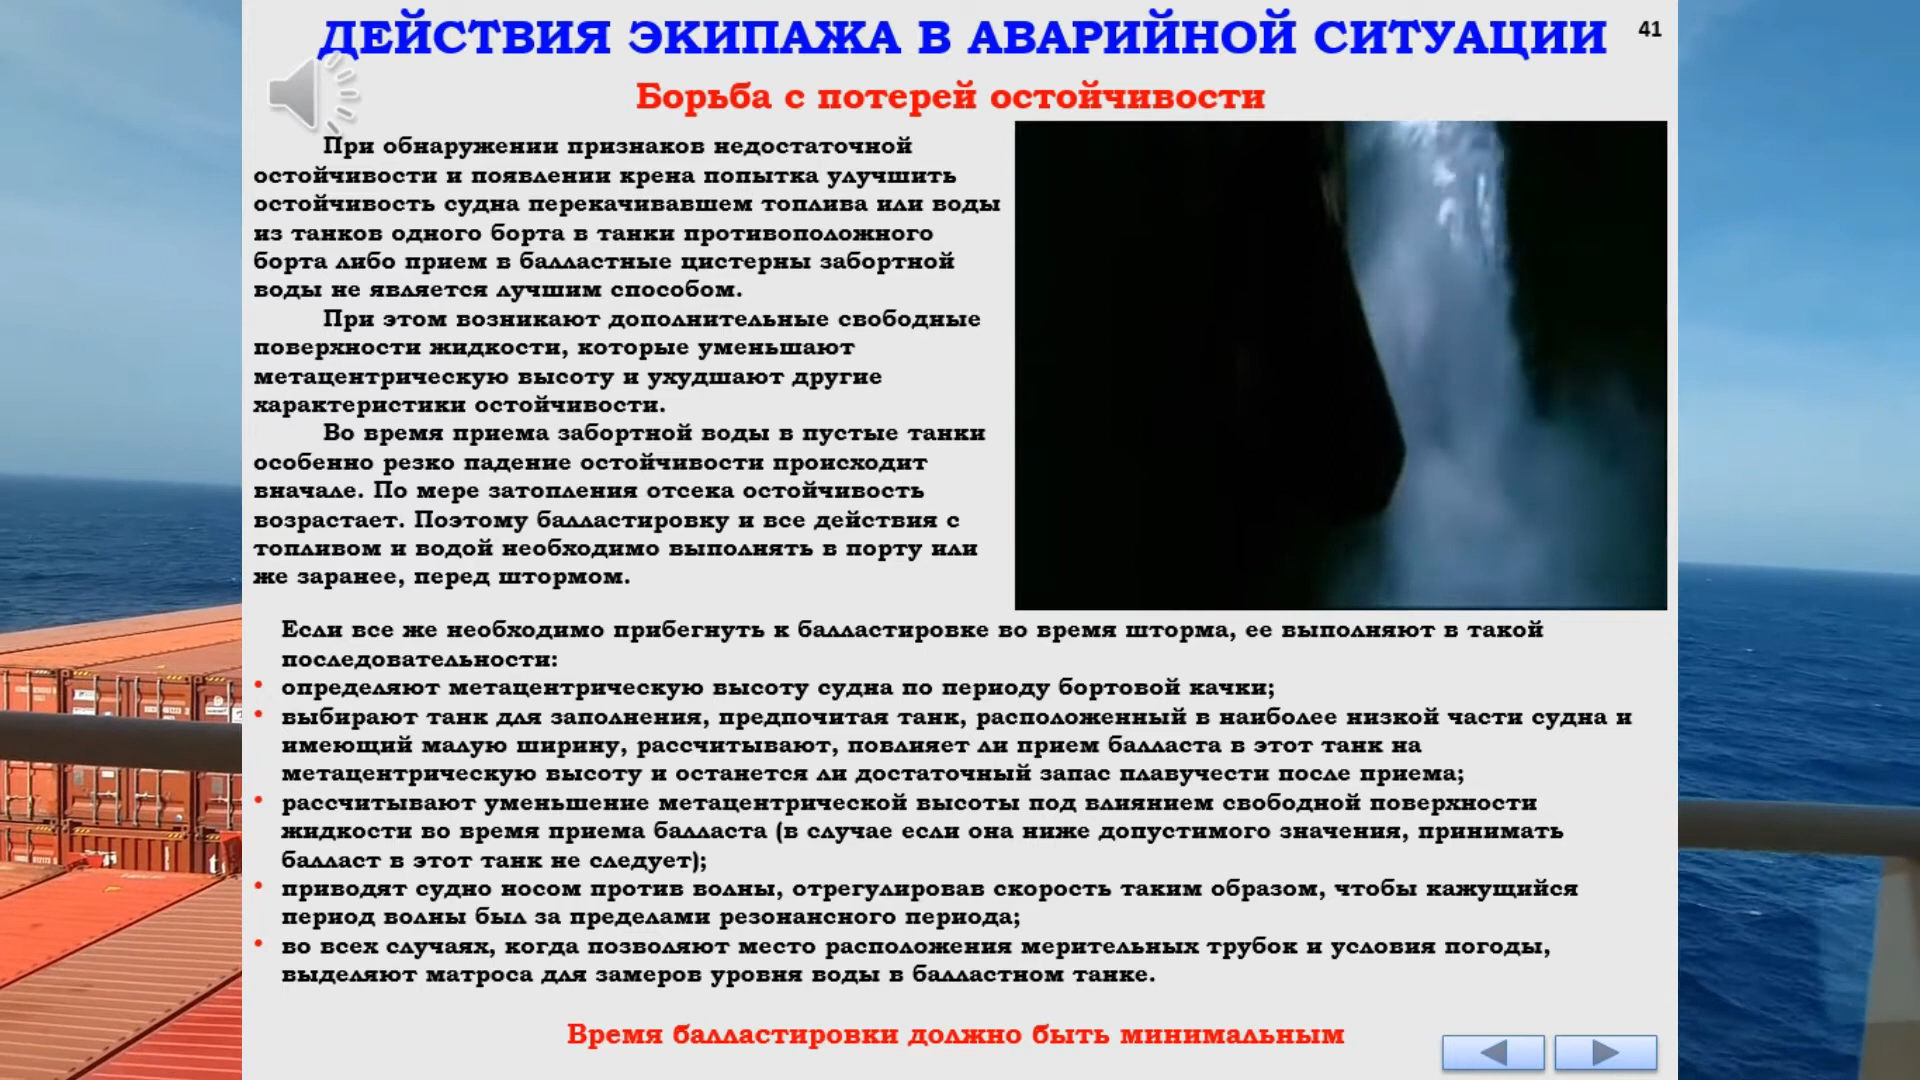 ДЕЙСТВИЯ ЭКИПАЖА В АВАРИЙНОЙ СИТУАЦИИ
41
Борьба с потерей остойчивости
При обнаружении признаков недостаточной
остойчивости и появлении крена попытка улучшить
остойчивость судна перекачивавшем топлива или воды
из танков одного борта в танки противоположного
борта либо прием в балластные цистерны забортной
воды не является лучшим способом.
При этом возникают дополнительные свободные
поверхности жидкости, которые уменьшают
метацентрическую высоту и ухудшают другие
характеристики остойчивости.
Во время приема забортной воды в пустые танки
особенно резко падение остойчивости происходит
вначале. По мере затопления отсека остойчивость
возрастает. Поэтому балластировку и все действия с
топливом и водой необходимо выполнять в порту или
же заранее, перед штормом.
Если все же необходимо прибегнуть к балластировке во время шторма, ее выполняют в такой
последовательности:
• определяют метацентрическую высоту судна по периоду бортовой качки;
• выбирают танк для заполнения, предпочитая танк, расположенный в наиболее низкой части судна и
имеющий малую ширину, рассчитывают, повлияет ли прием балласта в этот танк на
метацентрическую высоту и останется ли достаточный запас плавучести после приема;
• рассчитывают уменьшение метацентрической высоты под влиянием свободной поверхности
жидкости во время приема балласта (в случае если она ниже допустимого значения, принимать
балласт в этот танк не следует);
• приводят судно носом против волны, отрегулировав скорость таким образом, чтобы кажущийся
период волны был за пределами резонансного периода;
• во всех случаях, когда позволяют место расположения мерительных трубок и условия погоды,
выделяют матроса для замеров уровня воды в балластном танке.
Время балластировки должно быть минимальным